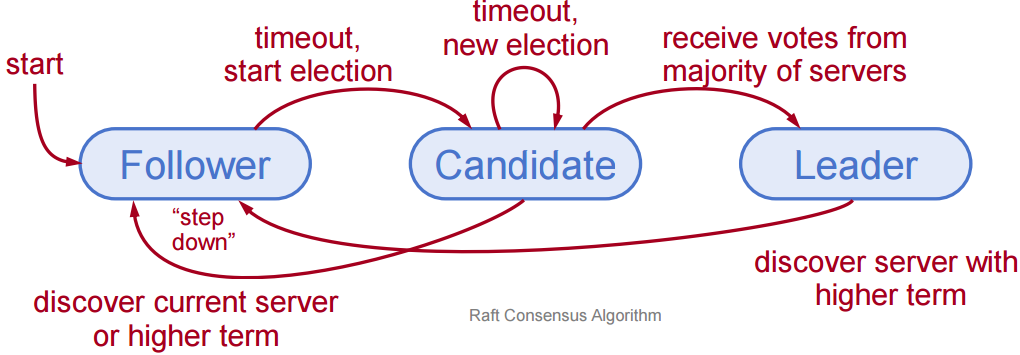 start
timeout,
start election
timeout,
new election
receive votes from
majority of servers
Follower
Candidate
Leader
“step
down”
discover current server
or higher term
discover server with
higher term
Raft Consensus Algorithm